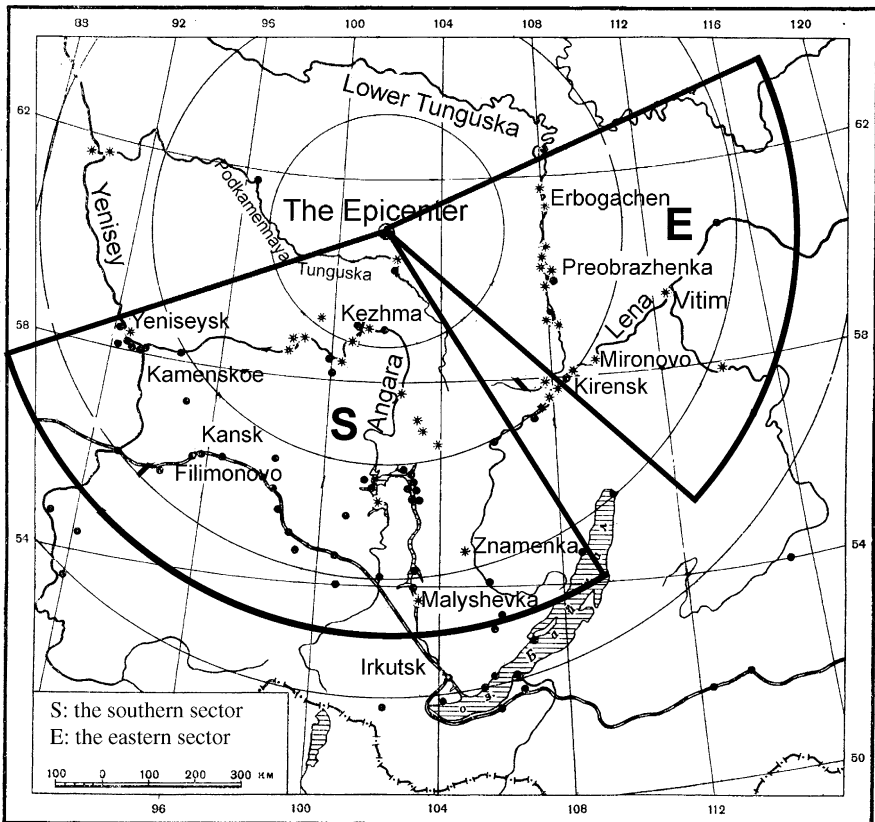 83 92 96 100 104 108 112 116 120
62
62
Lower Tunguska
Podkamennaya
Yenisey
Erbogachen
The Epicenter
E
Tunguska
Preobrazhenka
Vitim
Lena
58
Yeniseysk
Kezhma
58
Mironovo
Kamenskoe
Kirensk
Angara
S
Kansk
Filimonovo
54
54
Znamenka
Malyshevka
Irkutsk
S: the southern sector
E: the eastern sector
50
100 0 100 200 300 КМ
96 100 104 108 112